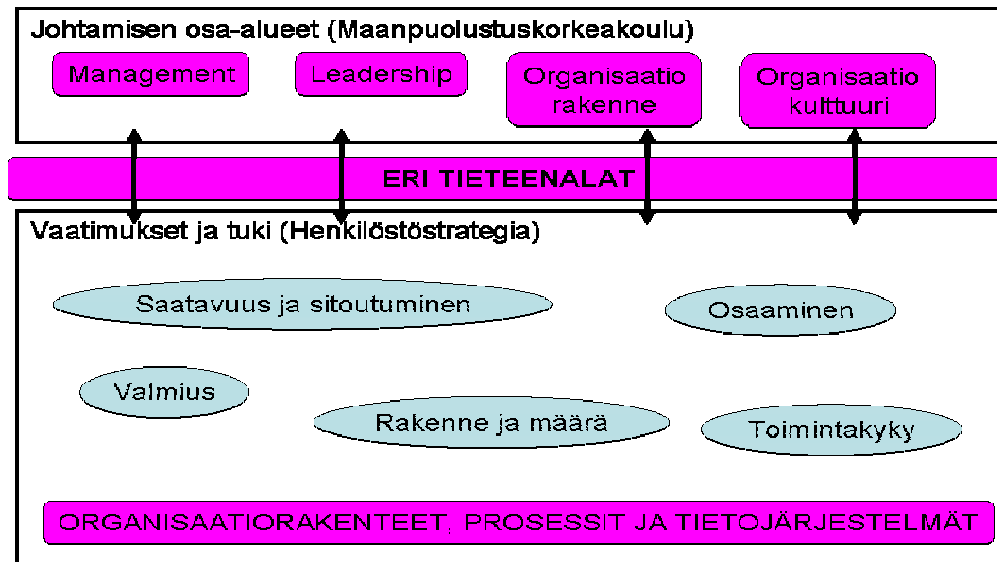 Johtamisen osa-alueet (Maanpuolustuskorkeakoulu)
Management
Leadership
Organisaatio
rakenne
Organisaatio
kulttuuri
ERI TIETEENALAT
Vaatimukset ja tuki (Henkilöstöstrategia)
Saatavuus ja sitoutuminen
Osaaminen
Valmius
Rakenne ja määrä
Toimintakyky
ORGANISAATIORAKENTEET, PROSESSIT JA TIETOJÄRJESTELMÄT